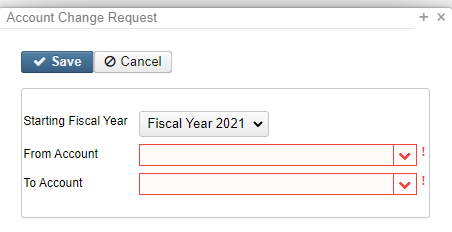 Account Change Request
Save Cancel
Starting Fiscal Year Fiscal Year 2021
From Account !
To Account !